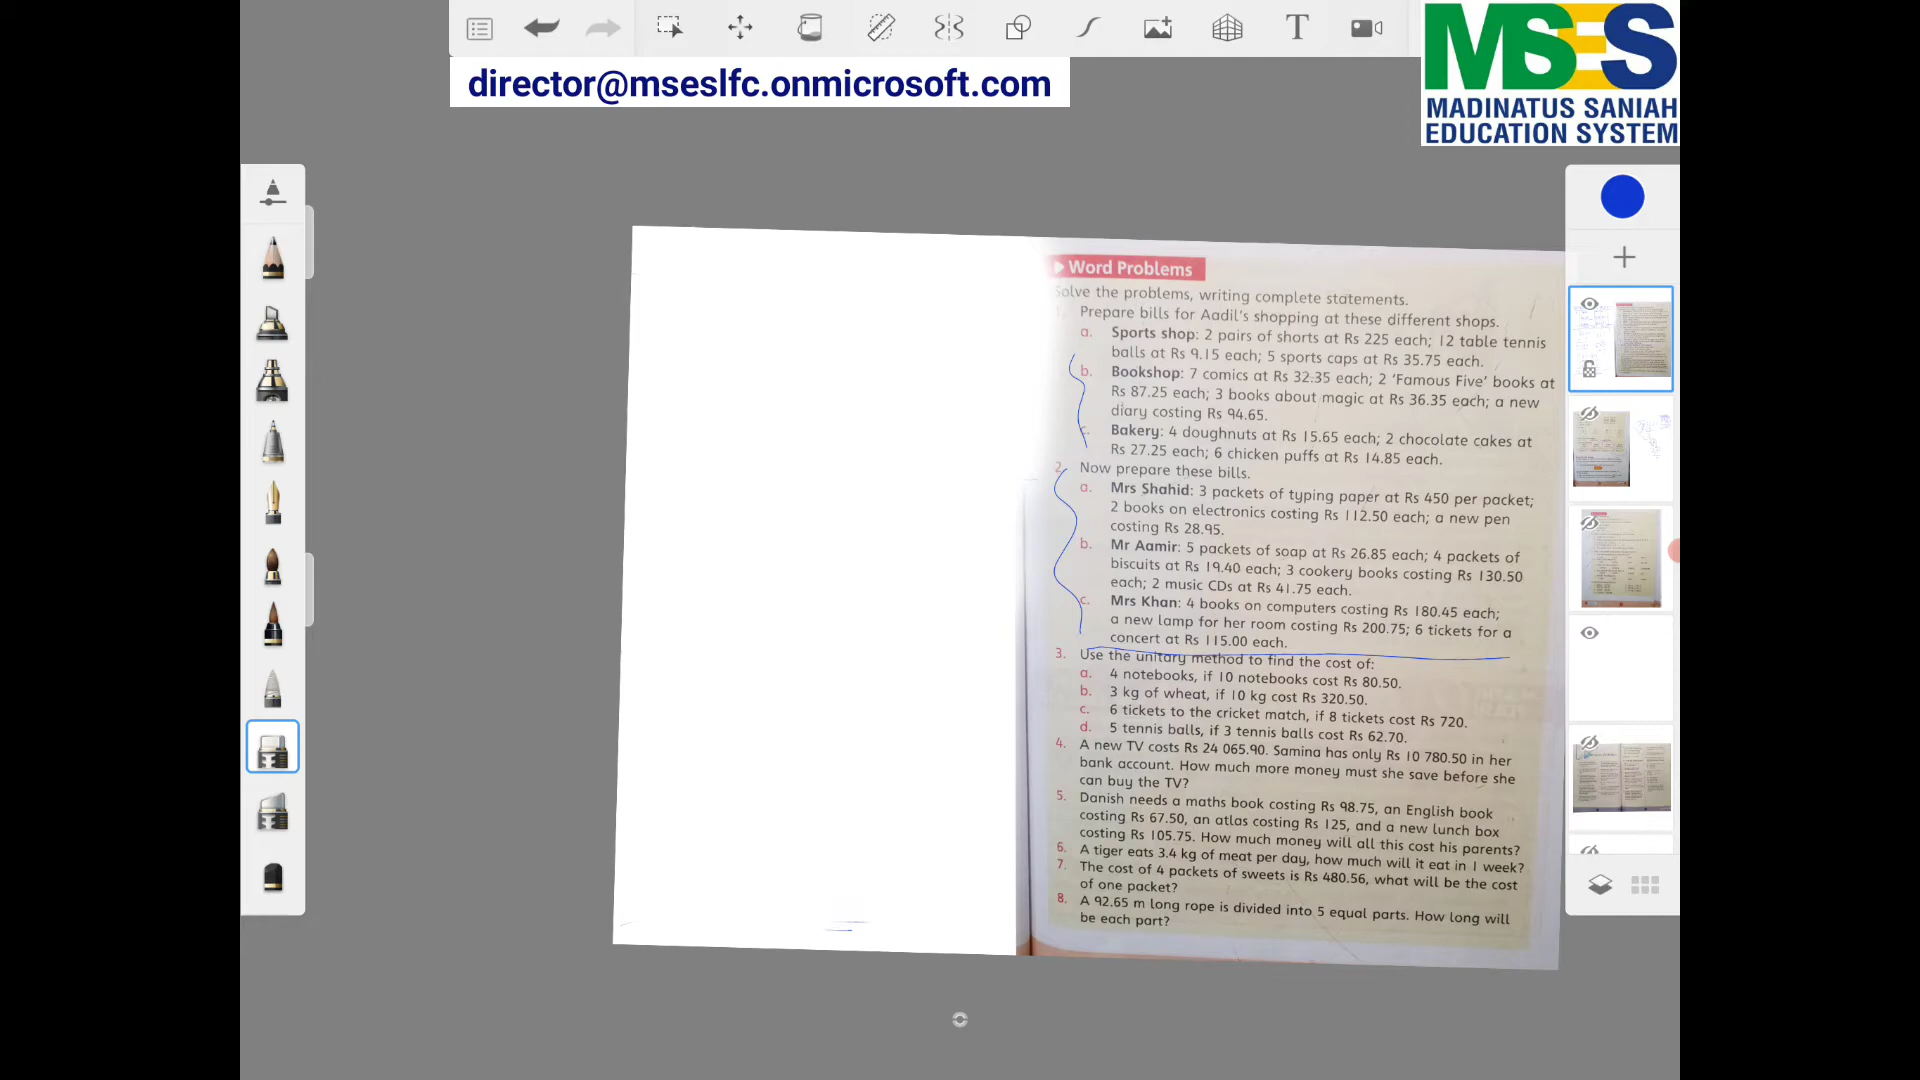 director@mseslfc.onmicrosoft.com
MSES
MADINATUS SANIAH
EDUCATION SYSTEM
T
Word Problems
Solve the problems, writing complete statements.
1. Prepare bills for Aadil's shopping at these different shops.
a. Sports shop: 2 pairs of shorts at Rs 225 each; 12 table tennis
balls at Rs 9.15 each; 5 sports caps at Rs 35.75 each.
b. Bookshop: 7 comics at Rs 32.35 each; 2 'Famous Five' books at
Rs 87.25 each; 3 books about magic at Rs 36.35 each; a new
diary costing Rs 94.65.
c. Bakery: 4 doughnuts at Rs 15.65 each; 2 chocolate cakes at
Rs 27.25 each; 6 chicken puffs at Rs 14.85 each.
2. Now prepare these bills.
a. Mrs Shahid: 3 packets of typing paper at Rs 450 per packet;
2 books on electronics costing Rs 112.50 each; a new pen
costing Rs 28.95.
b. Mr Aamir: 5 packets of soap at Rs 26.85 each; 4 packets of
biscuits at Rs 19.40 each; 3 cookery books costing Rs 130.50
each; 2 music CDs at Rs 41.75 each.
c. Mrs Khan: 4 books on computers costing Rs 180.45 each;
a new lamp for her room costing Rs 200.75; 6 tickets for a
concert at Rs 115.00 each.
3. Use the unitary method to find the cost of:
a. 4 notebooks, if 10 notebooks cost Rs 80.50.
b. 3 kg of wheat, if 10 kg cost Rs 320.50.
c. 6 tickets to the cricket match, if 8 tickets cost Rs 720.
d. 5 tennis balls, if 3 tennis balls cost Rs 62.70.
4. A new TV costs Rs 24 065.90. Samina has only Rs 10 780.50 in her
bank account. How much more money must she save before she
can buy the TV?
5. Danish needs a maths book costing Rs 98.75, an English book
costing Rs 67.50, an atlas costing Rs 125, and a new lunch box
costing Rs 105.75. How much money will all this cost his parents?
6. A tiger eats 3.4 kg of meat per day, how much will it eat in 1 week?
7. The cost of 4 packets of sweets is Rs 480.56, what will be the cost
of one packet?
8. A 92.65 m long rope is divided into 5 equal parts. How long will
be each part?